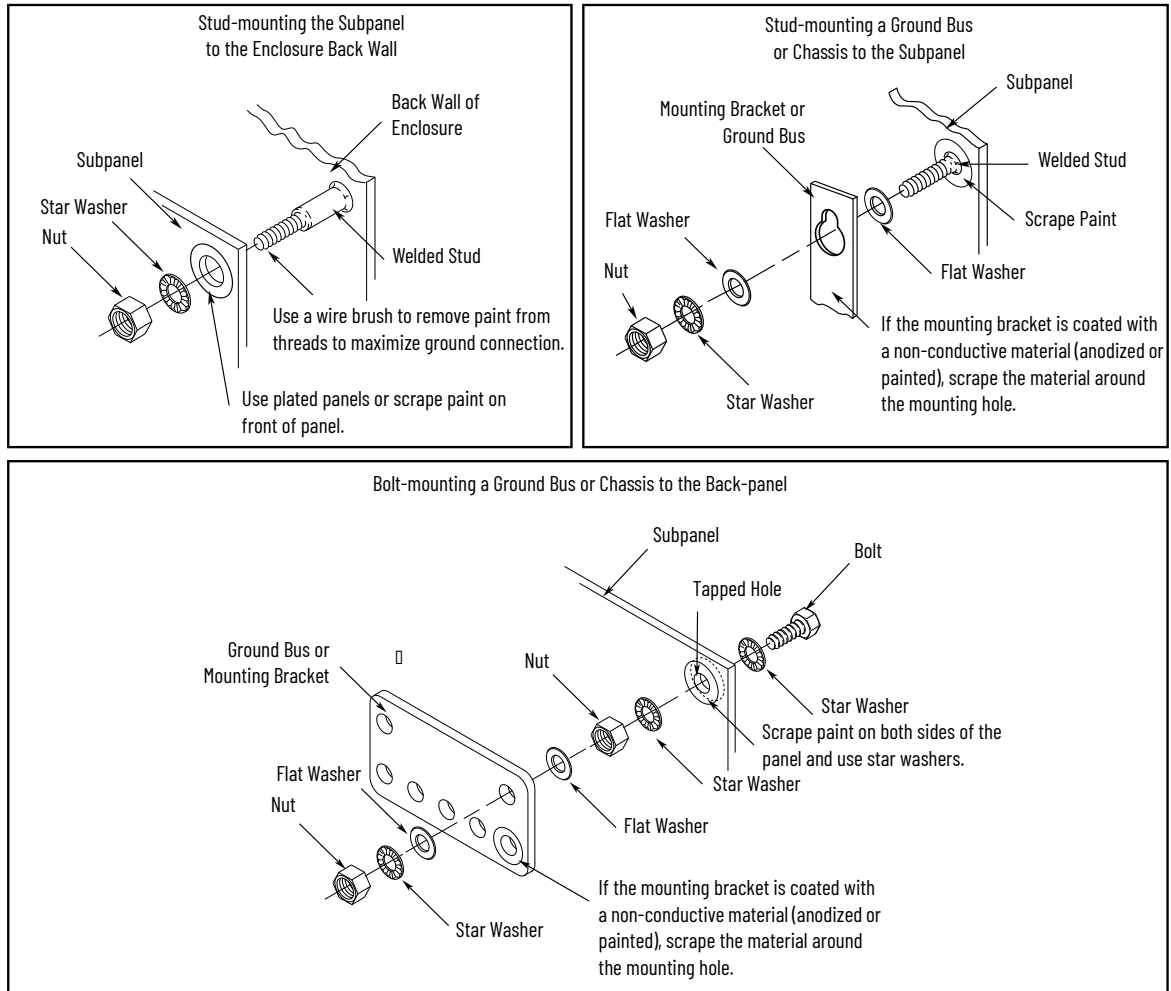 Stud-mounting the Subpanel
to the Enclosure Back Wall
Back Wall of
Enclosure
Subpanel
Star Washer
Nut
Welded Stud
Use a wire brush to remove paint from
threads to maximize ground connection.
Use plated panels or scrape paint on
front of panel.
Stud-mounting a Ground Bus
or Chassis to the Subpanel
Subpanel
Mounting Bracket or
Ground Bus
Welded Stud
Scrape Paint
Flat Washer
Flat Washer
Nut
If the mounting bracket is coated with
a non-conductive material (anodized or
painted), scrape the material around
the mounting hole.
Star Washer
Bolt-mounting a Ground Bus or Chassis to the Back-panel
Subpanel
Bolt
Tapped Hole
Ground Bus or
Mounting Bracket
Nut
Star Washer
Scrape paint on both sides of the
panel and use star washers.
Star Washer
Flat Washer
Nut
Flat Washer
If the mounting bracket is coated with
a non-conductive material (anodized or
painted), scrape the material around
the mounting hole.
Star Washer